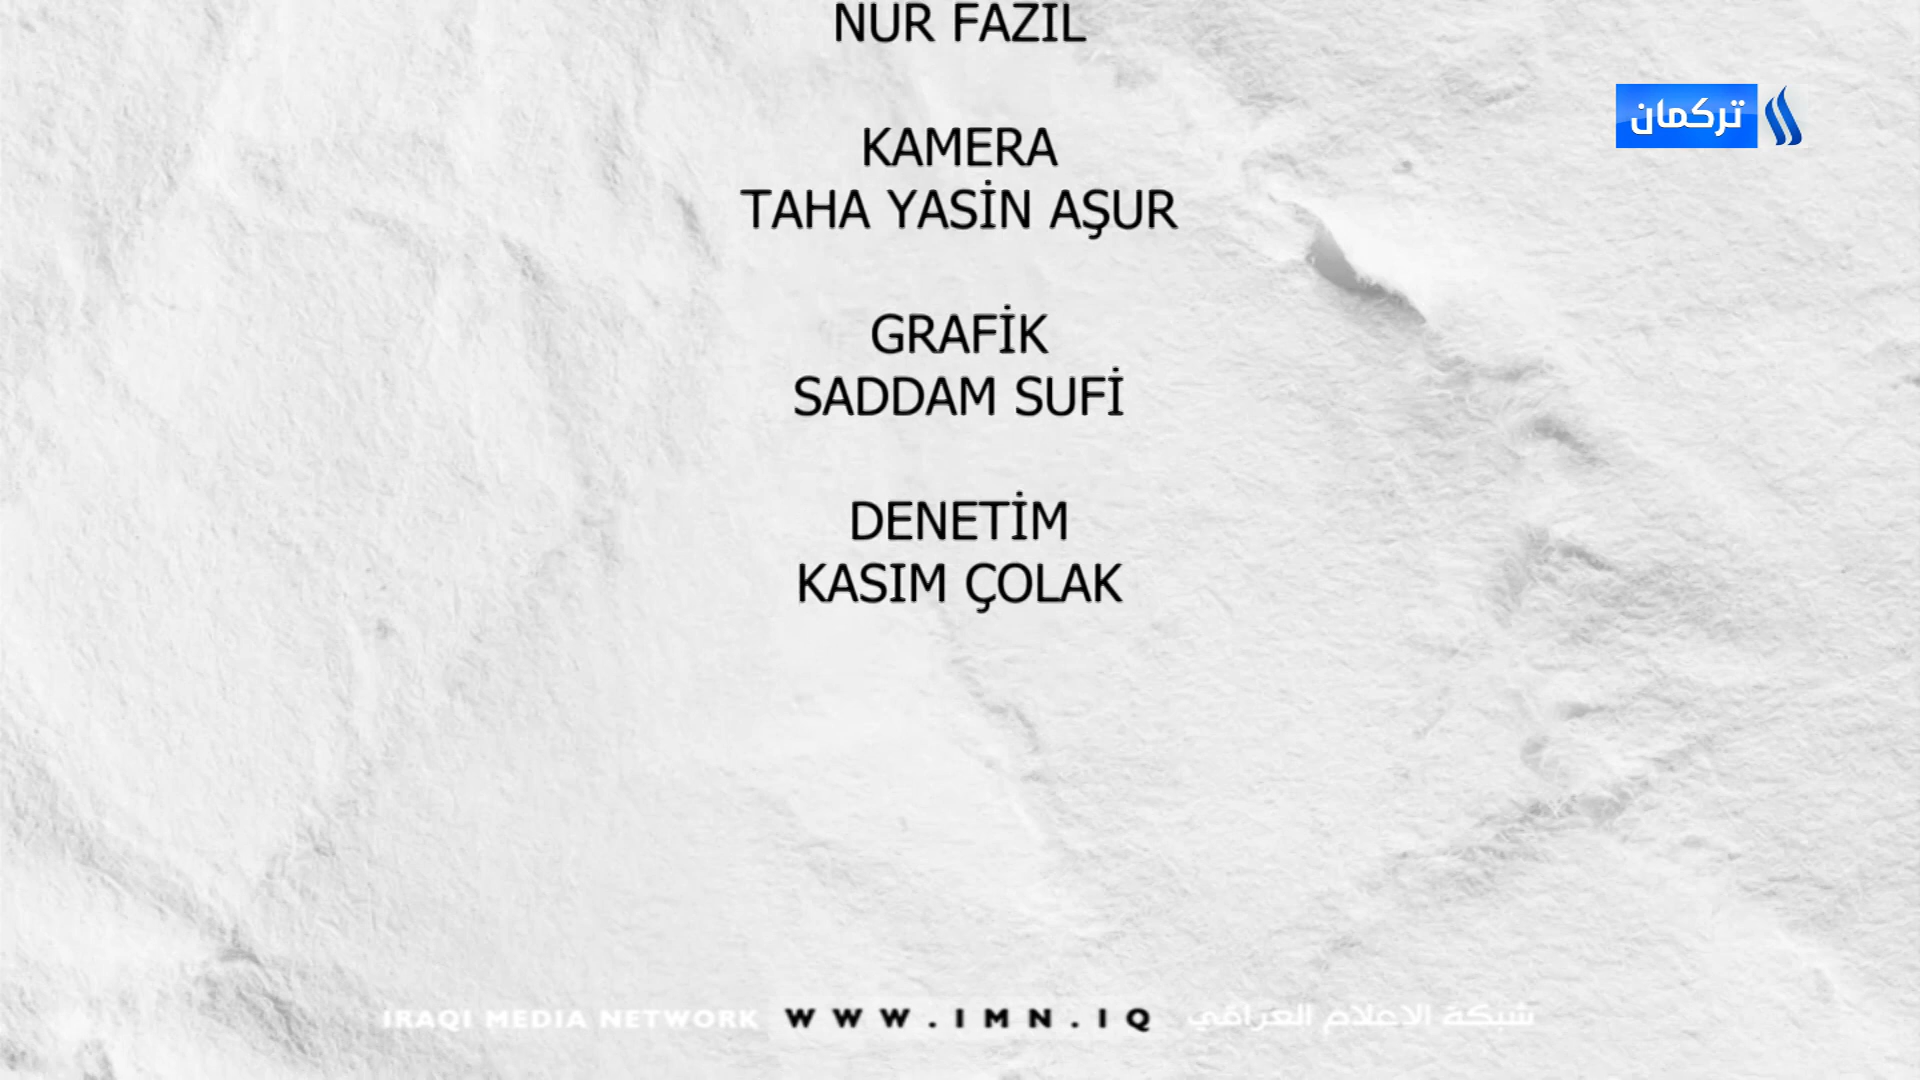 NUR FAZIL
تركمان
KAMERA
TAHA YASİN AŞUR
GRAFİK
SADDAM SUFİ
DENETİM
KASIM ÇOLAK
IRAQI MEDIA NETWORK WWW.IMN.IQ شبكة الاعلام العراقي